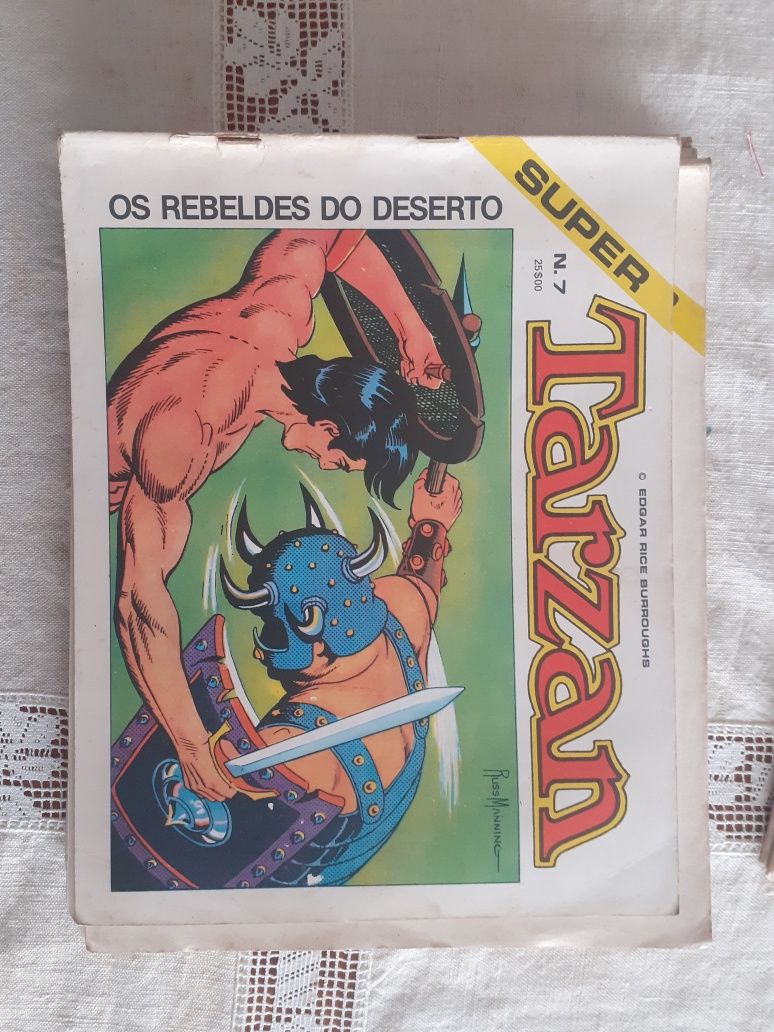 SUPER
© EDGAR RICE BURROUGHS
Tarzan
N. 7
25$00
RUSS MANNING
OS REBELDES DO DESERTO